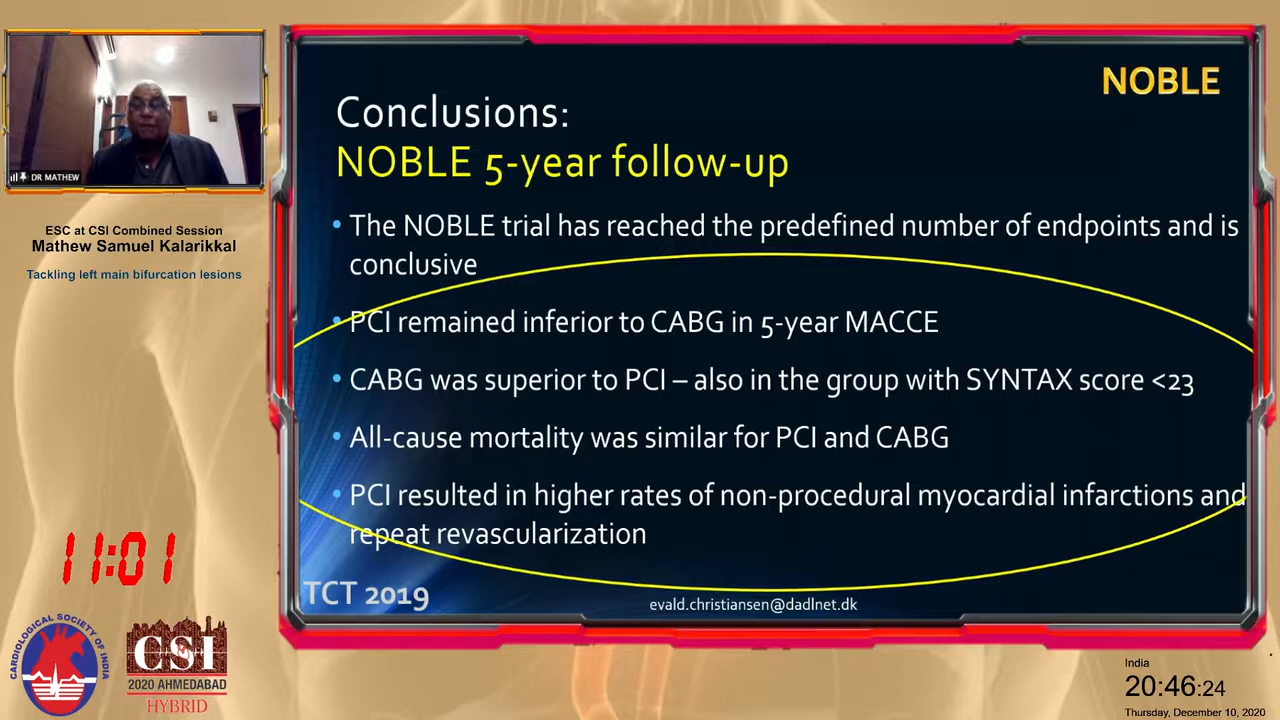 DR MATHEW
ESC at CSI Combined Session
Mathew Samuel Kalarikkal
Tackling left main bifurcation lesions
11:01
CARDIOLOGICAL SOCIETY OF INDIA
CSI
2020 AHMEDABAD
HYBRID
NOBLE
Conclusions:
NOBLE 5-year follow-up
• The NOBLE trial has reached the predefined number of endpoints and is
conclusive
• PCI remained inferior to CABG in 5-year MACCE
• CABG was superior to PCI – also in the group with SYNTAX score <23
• All-cause mortality was similar for PCI and CABG
• PCI resulted in higher rates of non-procedural myocardial infarctions and
repeat revascularization
TCT 2019
evald.christiansen@dadlnet.dk
India
20:46:24
Thursday, December 10, 2020